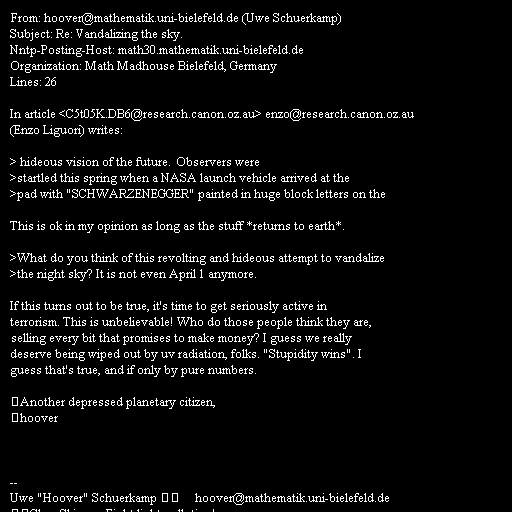 From: hoover@mathematik.uni-bielefeld.de (Uwe Schuerkamp)
Subject: Re: Vandalizing the sky.
Nntp-Posting-Host: math30.mathematik.uni-bielefeld.de
Organization: Math Madhouse Bielefeld, Germany
Lines: 26

In article <C5t05K.DB6@research.canon.oz.au> enzo@research.canon.oz.au
(Enzo Liguori) writes:

> hideous vision of the future.  Observers were
>startled this spring when a NASA launch vehicle arrived at the
>pad with "SCHWARZENEGGER" painted in huge block letters on the

This is ok in my opinion as long as the stuff *returns to earth*.

>What do you think of this revolting and hideous attempt to vandalize
>the night sky? It is not even April 1 anymore.

If this turns out to be true, it's time to get seriously active in
terrorism. This is unbelievable! Who do those people think they are,
selling every bit that promises to make money? I guess we really
deserve being wiped out by uv radiation, folks. "Stupidity wins". I
guess that's true, and if only by pure numbers.

Another depressed planetary citizen,
hoover


--
Uwe "Hoover" Schuerkamp hoover@mathematik.uni-bielefeld.de